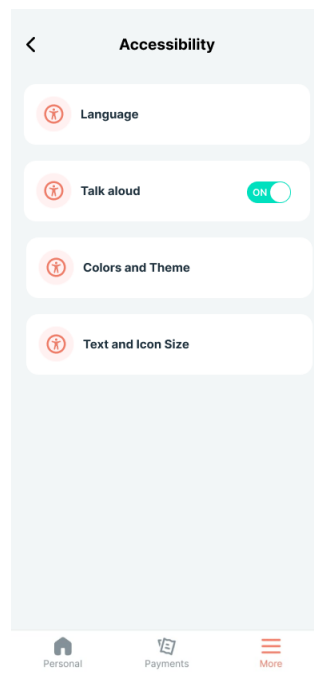 Accessibility
Language
Talk aloud
ON
Colors and Theme
Text and Icon Size
Personal
Payments
More